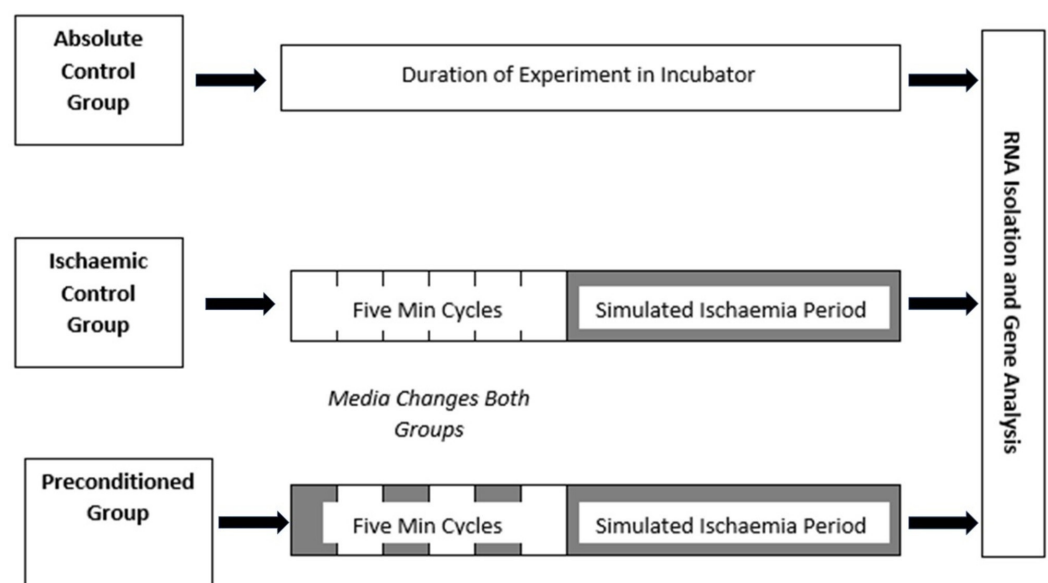 Absolute
Control
Group
Duration of Experiment in Incubator
Ischaemic
Control
Group
Five Min Cycles
Simulated Ischaemia Period
Media Changes Both
Groups
Preconditioned
Group
Five Min Cycles
Simulated Ischaemia Period
RNA Isolation and Gene Analysis